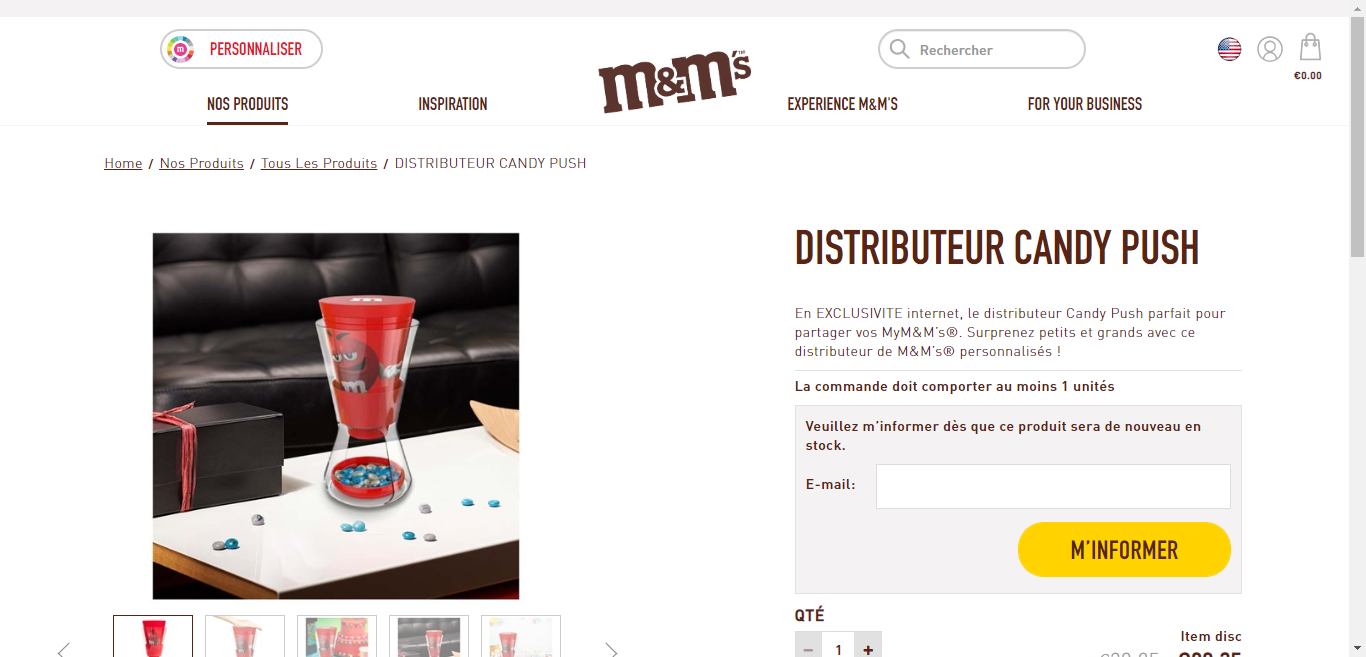 PERSONNALISER
m&m's™
Rechercher
€0.00
NOS PRODUITS
INSPIRATION
EXPERIENCE M&M'S
FOR YOUR BUSINESS
Home / Nos Produits / Tous Les Produits / DISTRIBUTEUR CANDY PUSH
DISTRIBUTEUR CANDY PUSH
En EXCLUSIVITE internet, le distributeur Candy Push parfait pour
partager vos MyM&M's®. Surprenez petits et grands avec ce
distributeur de M&M's® personnalisés !
La commande doit comporter au moins 1 unités
Veuillez m'informer dès que ce produit sera de nouveau en
stock.
E-mail:
M'INFORMER
QTÉ
Item disc
− 1 +